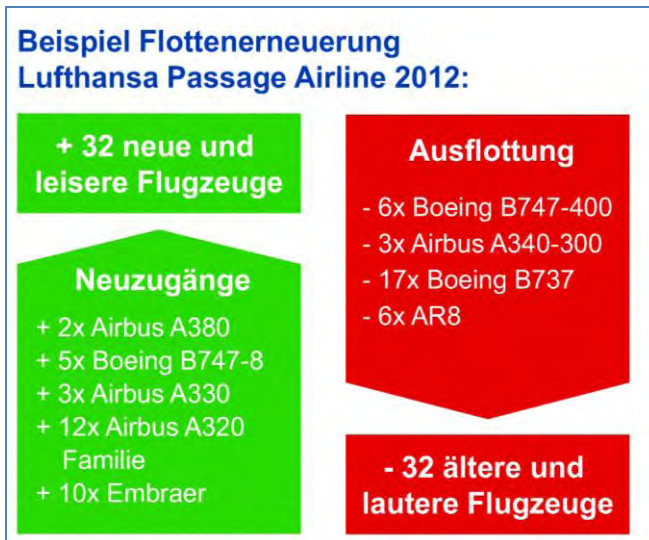 Beispiel Flottenerneuerung
Lufthansa Passage Airline 2012:
+ 32 neue und
leisere Flugzeuge
Neuzugänge
+ 2x Airbus A380
+ 5x Boeing B747-8
+ 3x Airbus A330
+ 12x Airbus A320
Familie
+ 10x Embraer
Ausflottung
- 6x Boeing B747-400
- 3x Airbus A340-300
- 17x Boeing B737
- 6x AR8
- 32 ältere und
lautere Flugzeuge